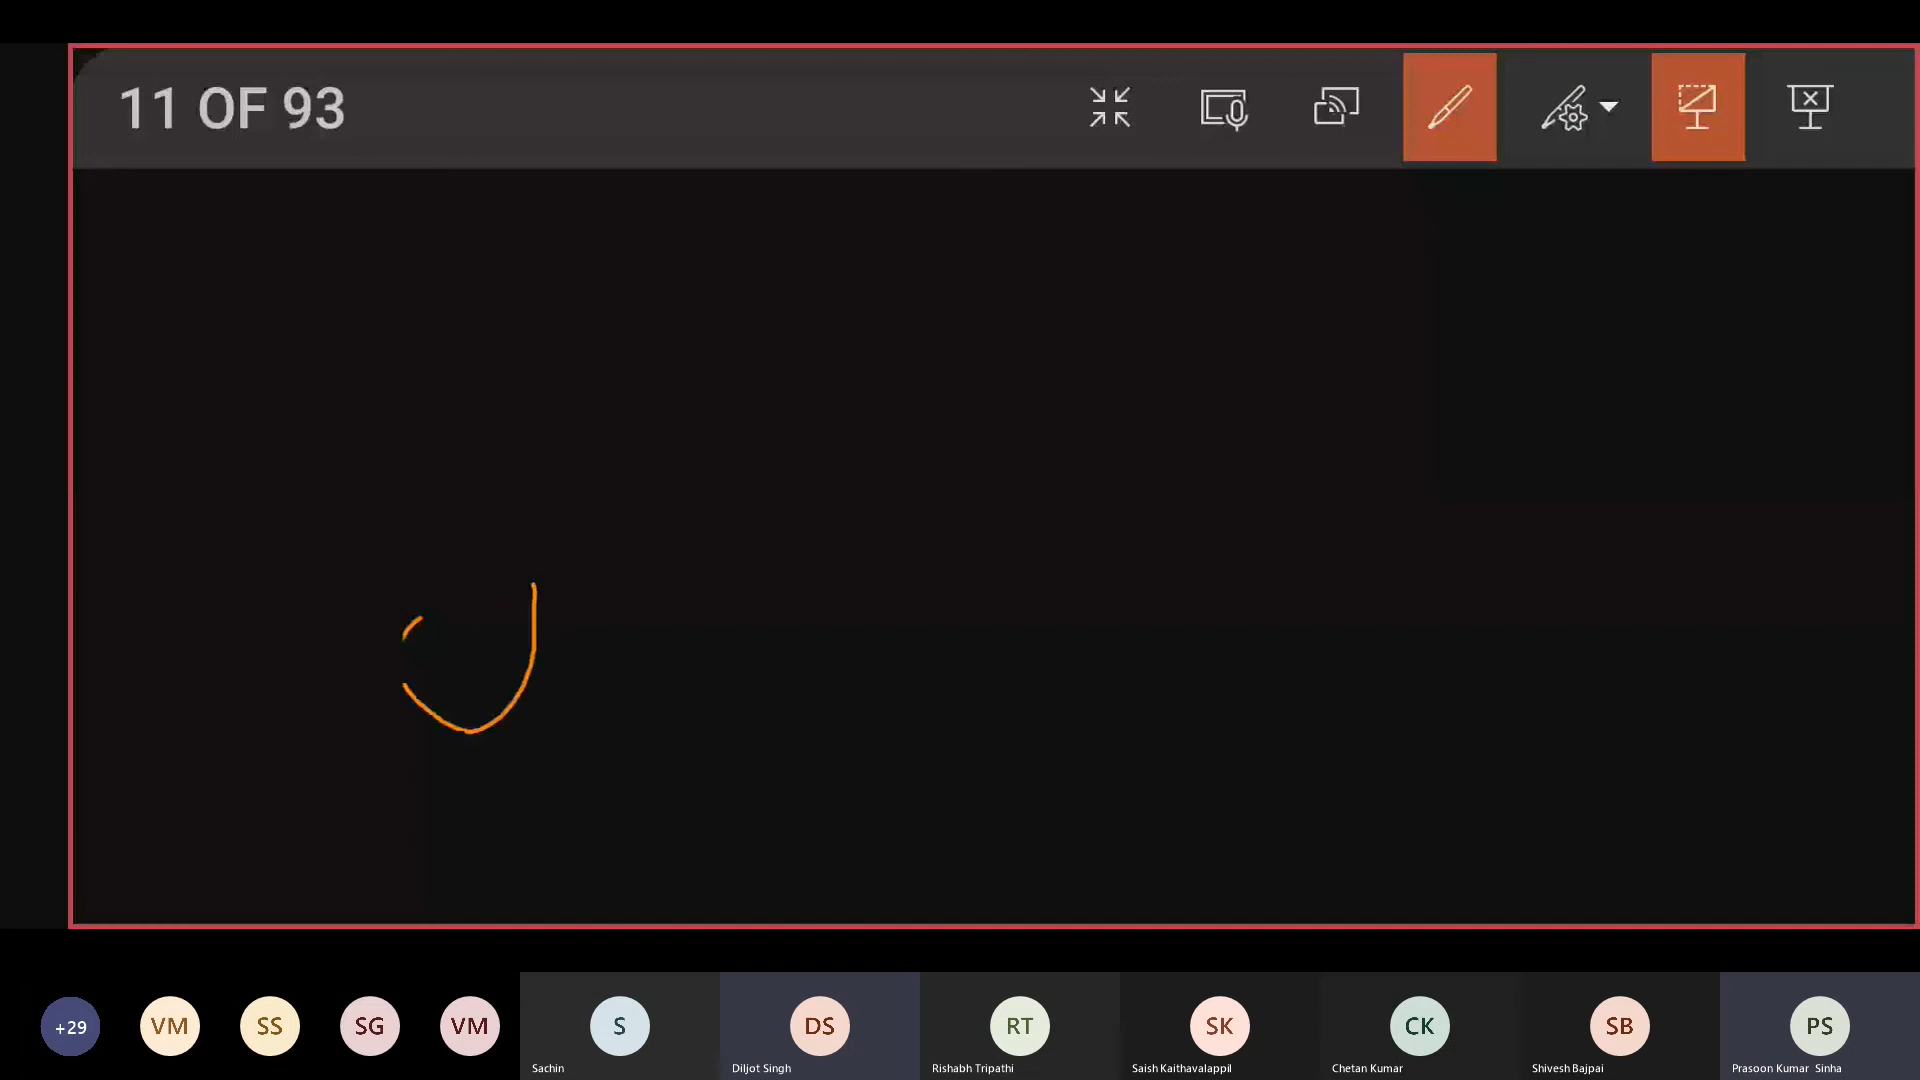 11 OF 93
+29
VM
SS
SG
VM
S
DS
RT
SK
CK
SB
PS
Sachin
Diljot Singh
Rishabh Tripathi
Saish Kaithavalappil
Chetan Kumar
Shivesh Bajpai
Prasoon Kumar Sinha